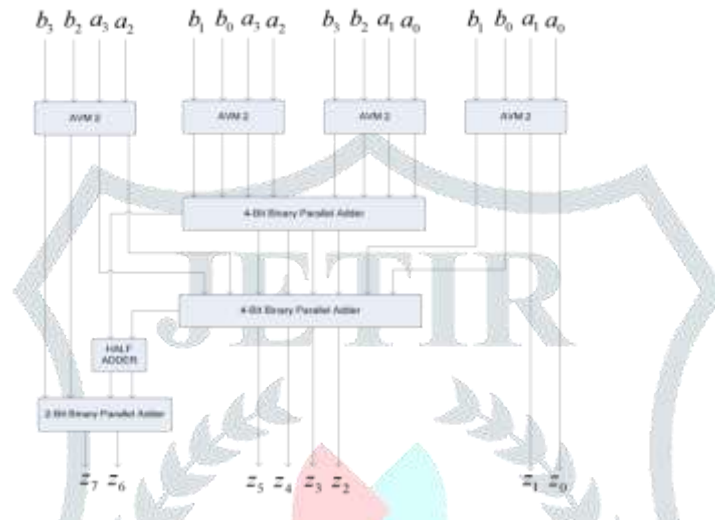 b₃ b₂ a₃ a₂ b₁ b₀ a₃ a₂ b₃ b₂ a₁ a₀ b₁ b₀ a₁ a₀
AVM 2 AVM 2 AVM 2 AVM 2
4-Bit Binary Parallel Adder
JETIR
4-Bit Binary Parallel Adder
HALF
ADDER
2-Bit Binary Parallel Adder
z₇ z₆ z₅ z₄ z₃ z₂ z₁ z₀